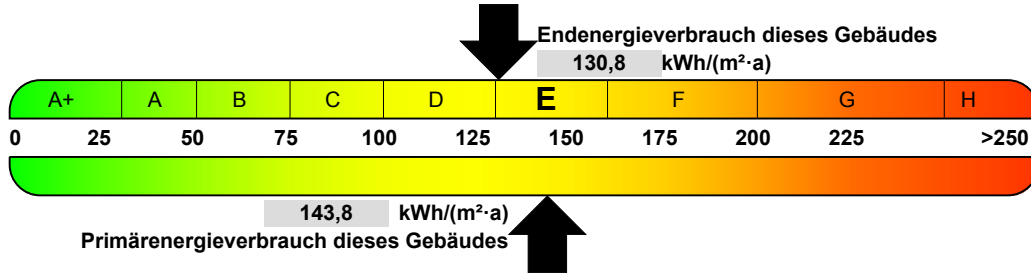 Endenergieverbrauch dieses Gebäudes
130,8 kWh/(m²·a)
A+ A B C D E F G H
0 25 50 75 100 125 150 175 200 225 >250
143,8 kWh/(m²·a)
Primärenergieverbrauch dieses Gebäudes